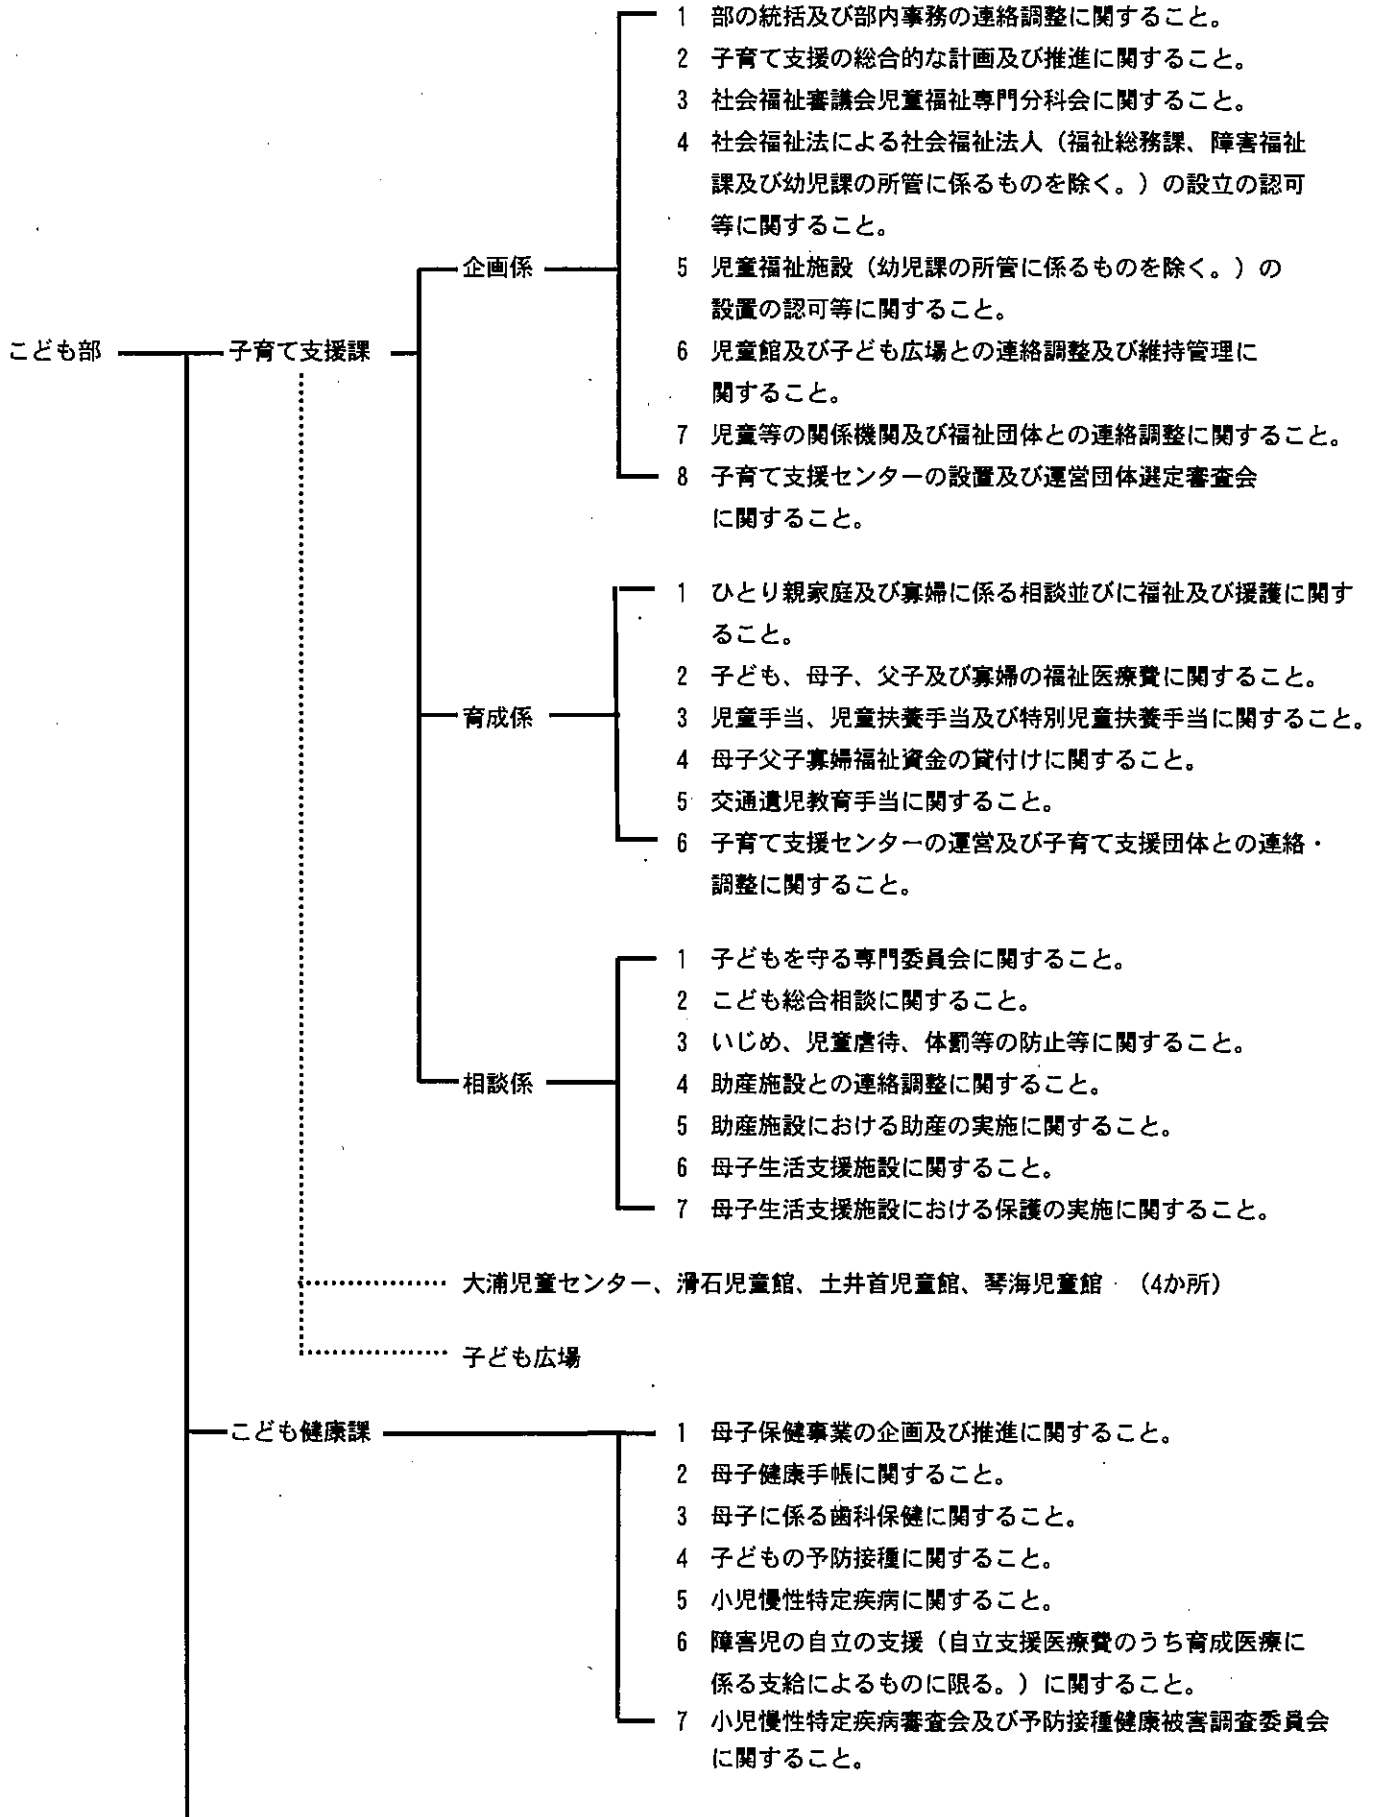 1 部の統括及び部内事務の連絡調整に関すること。
2 子育て支援の総合的な計画及び推進に関すること。
3 社会福祉審議会児童福祉専門分科会に関すること。
4 社会福祉法による社会福祉法人（福祉総務課、障害福祉
課及び幼児課の所管に係るものを除く。）の設立の認可
等に関すること。
企画係
5 児童福祉施設（幼児課の所管に係るものを除く。）の
設置の認可等に関すること。
こども部
子育て支援課
6 児童館及び子ども広場との連絡調整及び維持管理に
関すること。
7 児童等の関係機関及び福祉団体との連絡調整に関すること。
8 子育て支援センターの設置及び運営団体選定審査会
に関すること。
1 ひとり親家庭及び寡婦に係る相談並びに福祉及び援護に関す
ること。
2 子ども、母子、父子及び寡婦の福祉医療費に関すること。
育成係
3 児童手当、児童扶養手当及び特別児童扶養手当に関すること。
4 母子父子寡婦福祉資金の貸付けに関すること。
5 交通遺児教育手当に関すること。
6 子育て支援センターの運営及び子育て支援団体との連絡・
調整に関すること。
1 子どもを守る専門委員会に関すること。
2 こども総合相談に関すること。
3 いじめ、児童虐待、体罰等の防止等に関すること。
相談係
4 助産施設との連絡調整に関すること。
5 助産施設における助産の実施に関すること。
6 母子生活支援施設に関すること。
7 母子生活支援施設における保護の実施に関すること。
大浦児童センター、滑石児童館、土井首児童館、琴海児童館 （4か所）
子ども広場
こども健康課
1 母子保健事業の企画及び推進に関すること。
2 母子健康手帳に関すること。
3 母子に係る歯科保健に関すること。
4 子どもの予防接種に関すること。
5 小児慢性特定疾病に関すること。
6 障害児の自立の支援（自立支援医療費のうち育成医療に
係る支給によるものに限る。）に関すること。
7 小児慢性特定疾病審査会及び予防接種健康被害調査委員会
に関すること。